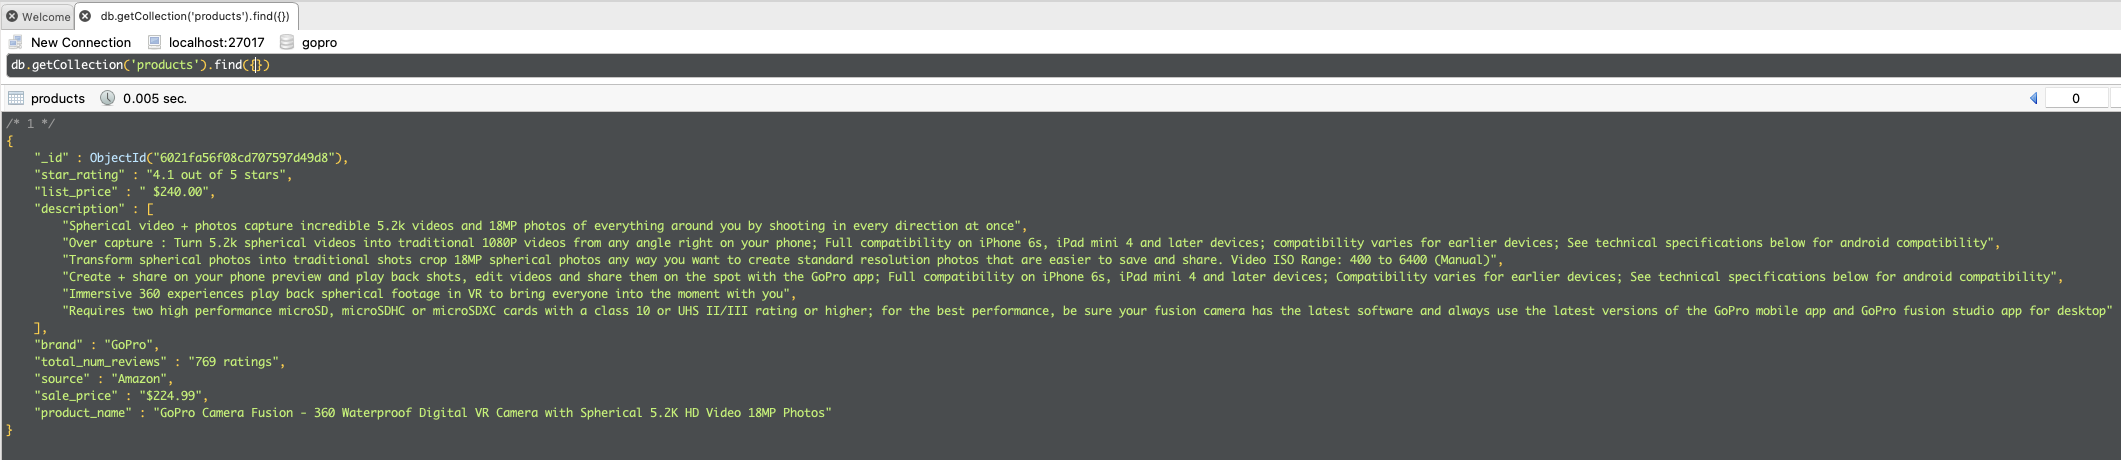 Welcome db.getCollection('products').find({})
New Connection localhost:27017 gopro
db.getCollection('products').find({})
products 0.005 sec. 0
/* 1 */
{
"_id" : ObjectId("6021fa56f08cd707597d49d8"),
"star_rating" : "4.1 out of 5 stars",
"list_price" : " $240.00",
"description" : [
"Spherical video + photos capture incredible 5.2k videos and 18MP photos of everything around you by shooting in every direction at once",
"Over capture : Turn 5.2k spherical videos into traditional 1080P videos from any angle right on your phone; Full compatibility on iPhone 6s, iPad mini 4 and later devices; compatibility varies for earlier devices; See technical specifications below for android compatibility",
"Transform spherical photos into traditional shots crop 18MP spherical photos any way you want to create standard resolution photos that are easier to save and share. Video ISO Range: 400 to 6400 (Manual)",
"Create + share on your phone preview and play back shots, edit videos and share them on the spot with the GoPro app; Full compatibility on iPhone 6s, iPad mini 4 and later devices; Compatibility varies for earlier devices; See technical specifications below for android compatibility",
"Immersive 360 experiences play back spherical footage in VR to bring everyone into the moment with you",
"Requires two high performance microSD, microSDHC or microSDXC cards with a class 10 or UHS II/III rating or higher; for the best performance, be sure your fusion camera has the latest software and always use the latest versions of the GoPro mobile app and GoPro fusion studio app for desktop"
],
"brand" : "GoPro",
"total_num_reviews" : "769 ratings",
"source" : "Amazon",
"sale_price" : "$224.99",
"product_name" : "GoPro Camera Fusion - 360 Waterproof Digital VR Camera with Spherical 5.2K HD Video 18MP Photos"
}